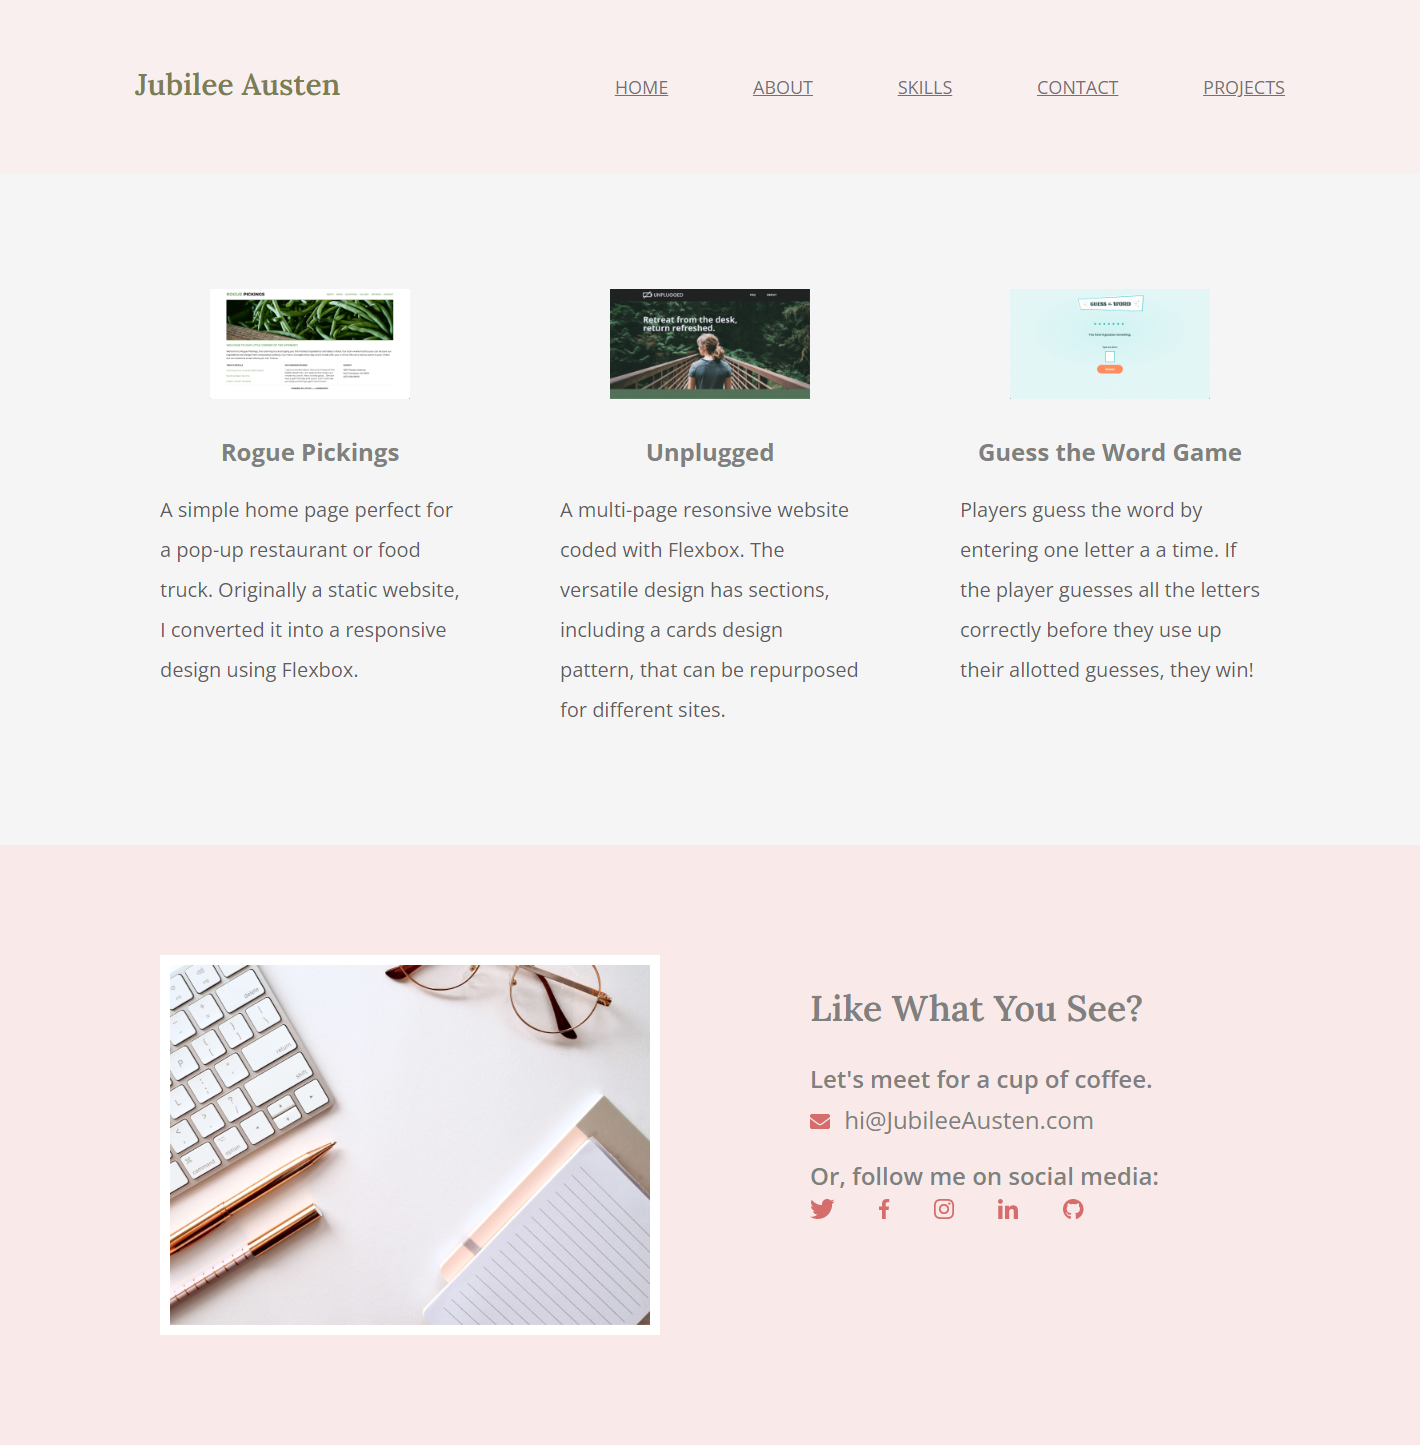 Jubilee Austen
HOME ABOUT SKILLS CONTACT PROJECTS
ROGUE PICKINGS
UNPLUGGED
Retreat from the desk,
return refreshed.
GUESS the WORD
Rogue Pickings
A simple home page perfect for
a pop-up restaurant or food
truck. Originally a static website,
I converted it into a responsive
design using Flexbox.
Unplugged
A multi-page resonsive website
coded with Flexbox. The
versatile design has sections,
including a cards design
pattern, that can be repurposed
for different sites.
Guess the Word Game
Players guess the word by
entering one letter a a time. If
the player guesses all the letters
correctly before they use up
their allotted guesses, they win!
delete
return
shift
command
option
Like What You See?
Let's meet for a cup of coffee.
hi@JubileeAusten.com
Or, follow me on social media: